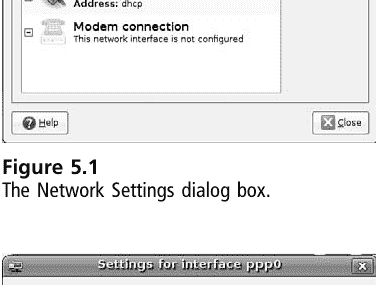 Address: dhcp
Modem connection
This network interface is not configured
Help
Close
Figure 5.1
The Network Settings dialog box.
Settings for interface ppp0